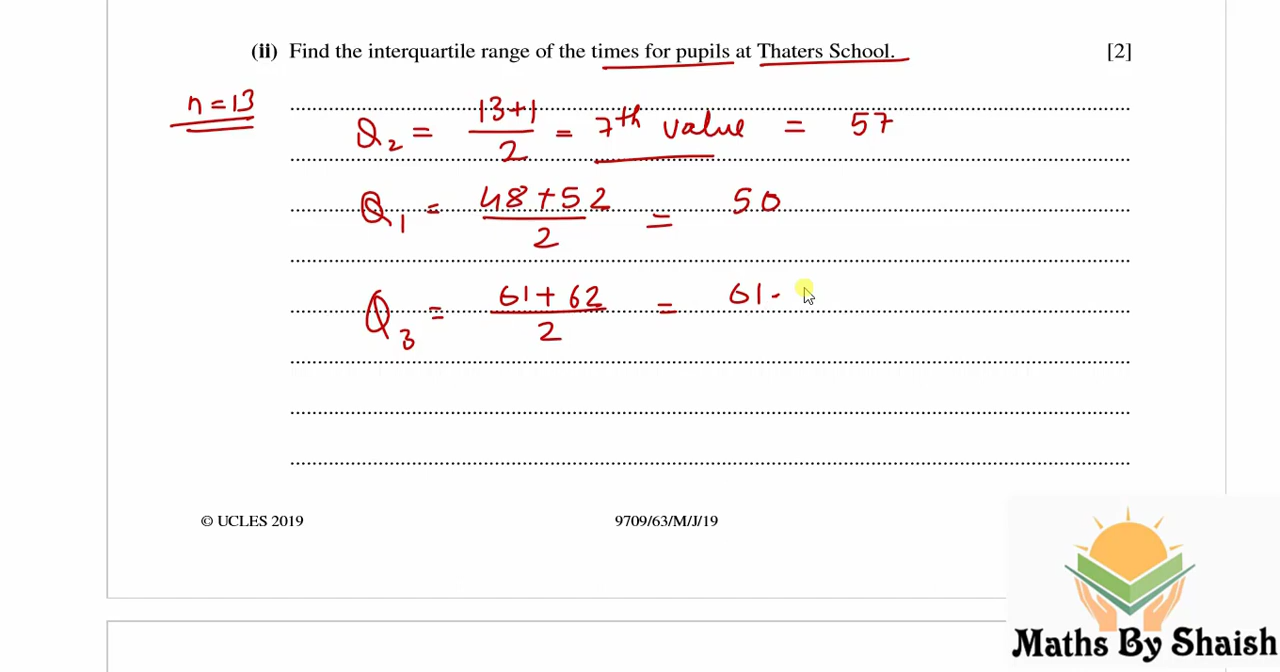 (ii) Find the interquartile range of the times for pupils at Thaters School. [2]
n = 13
Q₂ = 13+1/2 = 7th value = 57
Q₁ = 48+52/2 = 50
Q₃ = 61+62/2 = 61.
© UCLES 2019 9709/63/M/J/19
Maths By Shaish